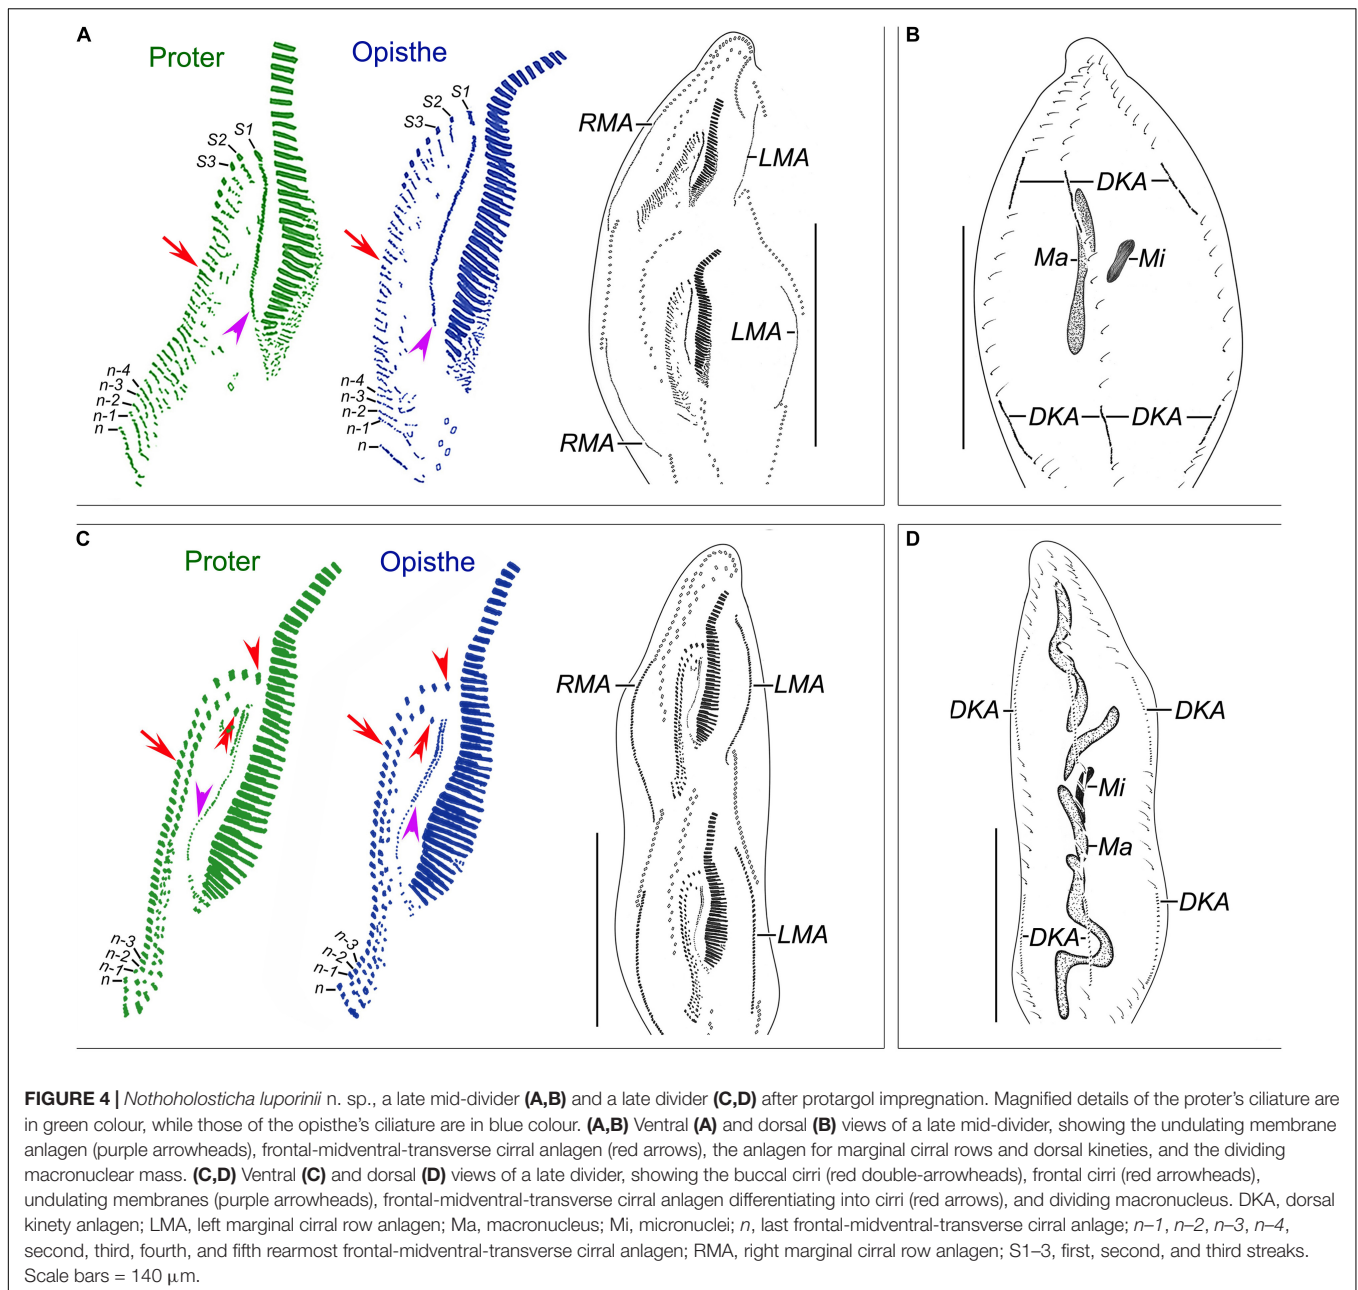 A
Proter
Opisthe
S1
S2
S3
n-4
n-3
n-2
n-1
n
S1
S2
S3
n-4
n-3
n-2
n-1
n
RMA
LMA
LMA
RMA
B
DKA
Ma
Mi
DKA
DKA
C
Proter
Opisthe
n-3
n-2
n-1
n
n-3
n-2
n-1
n
RMA
LMA
LMA
D
DKA
DKA
Mi
Ma
DKA
DKA
FIGURE 4 | Nothoholosticha luporinii n. sp., a late mid-divider (A,B) and a late divider (C,D) after protargol impregnation. Magnified details of the proter's ciliature are
in green colour, while those of the opisthe's ciliature are in blue colour. (A,B) Ventral (A) and dorsal (B) views of a late mid-divider, showing the undulating membrane
anlagen (purple arrowheads), frontal-midventral-transverse cirral anlagen (red arrows), the anlagen for marginal cirral rows and dorsal kineties, and the dividing
macronuclear mass. (C,D) Ventral (C) and dorsal (D) views of a late divider, showing the buccal cirri (red double-arrowheads), frontal cirri (red arrowheads),
undulating membranes (purple arrowheads), frontal-midventral-transverse cirral anlagen differentiating into cirri (red arrows), and dividing macronucleus. DKA, dorsal
kinety anlagen; LMA, left marginal cirral row anlagen; Ma, macronucleus; Mi, micronuclei; n, last frontal-midventral-transverse cirral anlage; n–1, n–2, n–3, n–4,
second, third, fourth, and fifth rearmost frontal-midventral-transverse cirral anlagen; RMA, right marginal cirral row anlagen; S1–3, first, second, and third streaks.
Scale bars = 140 μm.